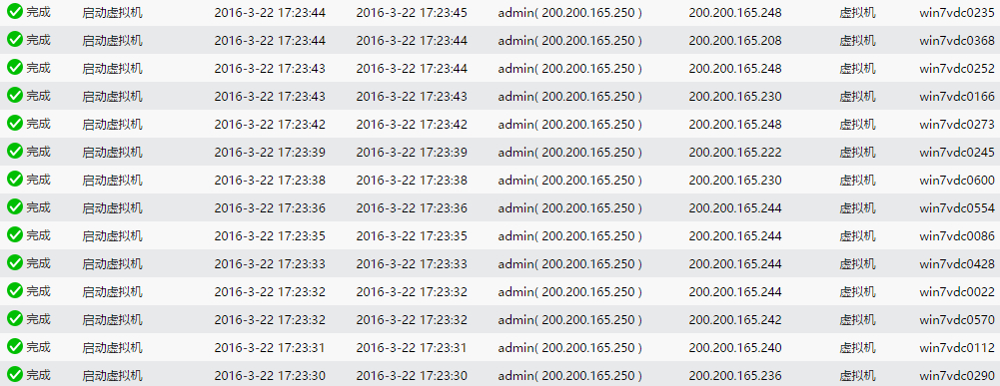 完成 启动虚拟机 2016-3-22 17:23:44 2016-3-22 17:23:45 admin( 200.200.165.250 ) 200.200.165.248 虚拟机 win7vdc0235
完成 启动虚拟机 2016-3-22 17:23:44 2016-3-22 17:23:44 admin( 200.200.165.250 ) 200.200.165.208 虚拟机 win7vdc0368
完成 启动虚拟机 2016-3-22 17:23:43 2016-3-22 17:23:44 admin( 200.200.165.250 ) 200.200.165.248 虚拟机 win7vdc0252
完成 启动虚拟机 2016-3-22 17:23:43 2016-3-22 17:23:43 admin( 200.200.165.250 ) 200.200.165.230 虚拟机 win7vdc0166
完成 启动虚拟机 2016-3-22 17:23:42 2016-3-22 17:23:42 admin( 200.200.165.250 ) 200.200.165.248 虚拟机 win7vdc0273
完成 启动虚拟机 2016-3-22 17:23:39 2016-3-22 17:23:39 admin( 200.200.165.250 ) 200.200.165.222 虚拟机 win7vdc0245
完成 启动虚拟机 2016-3-22 17:23:38 2016-3-22 17:23:38 admin( 200.200.165.250 ) 200.200.165.230 虚拟机 win7vdc0600
完成 启动虚拟机 2016-3-22 17:23:36 2016-3-22 17:23:36 admin( 200.200.165.250 ) 200.200.165.244 虚拟机 win7vdc0554
完成 启动虚拟机 2016-3-22 17:23:35 2016-3-22 17:23:35 admin( 200.200.165.250 ) 200.200.165.244 虚拟机 win7vdc0086
完成 启动虚拟机 2016-3-22 17:23:33 2016-3-22 17:23:33 admin( 200.200.165.250 ) 200.200.165.244 虚拟机 win7vdc0428
完成 启动虚拟机 2016-3-22 17:23:32 2016-3-22 17:23:32 admin( 200.200.165.250 ) 200.200.165.244 虚拟机 win7vdc0022
完成 启动虚拟机 2016-3-22 17:23:32 2016-3-22 17:23:32 admin( 200.200.165.250 ) 200.200.165.242 虚拟机 win7vdc0570
完成 启动虚拟机 2016-3-22 17:23:31 2016-3-22 17:23:31 admin( 200.200.165.250 ) 200.200.165.240 虚拟机 win7vdc0112
完成 启动虚拟机 2016-3-22 17:23:30 2016-3-22 17:23:30 admin( 200.200.165.250 ) 200.200.165.236 虚拟机 win7vdc0290